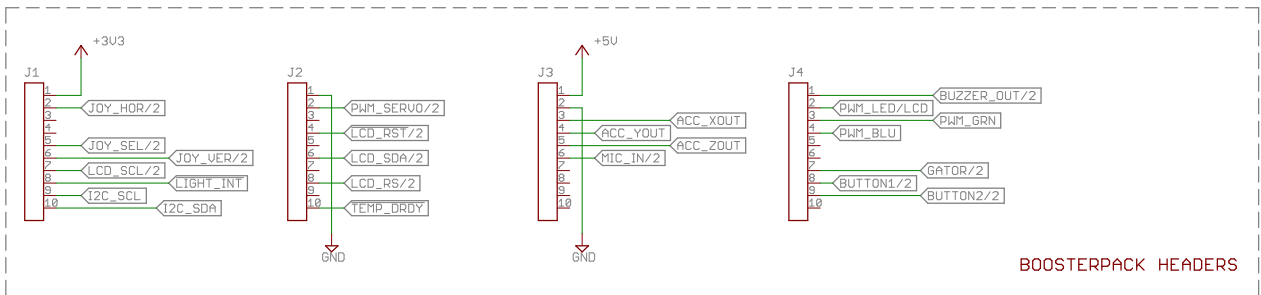 +3V3
J1
1
2
3
4
5
6
7
8
9
10
JOY_HOR/2
JOY_SEL/2
JOY_VER/2
LCD_SCL/2
LIGHT_INT
I2C_SCL
I2C_SDA
J2
1
2
3
4
5
6
7
8
9
10
PWM_SERVO/2
LCD_RST/2
LCD_SDA/2
LCD_RS/2
TEMP_DRDY
GND
+5V
J3
1
2
3
4
5
6
7
8
9
10
ACC_XOUT
ACC_YOUT
ACC_ZOUT
MIC_IN/2
GND
J4
1
2
3
4
5
6
7
8
9
10
BUZZER_OUT/2
PWM_LED/LCD
PWM_GRN
PWM_BLU
GATOR/2
BUTTON1/2
BUTTON2/2
BOOSTERPACK HEADERS